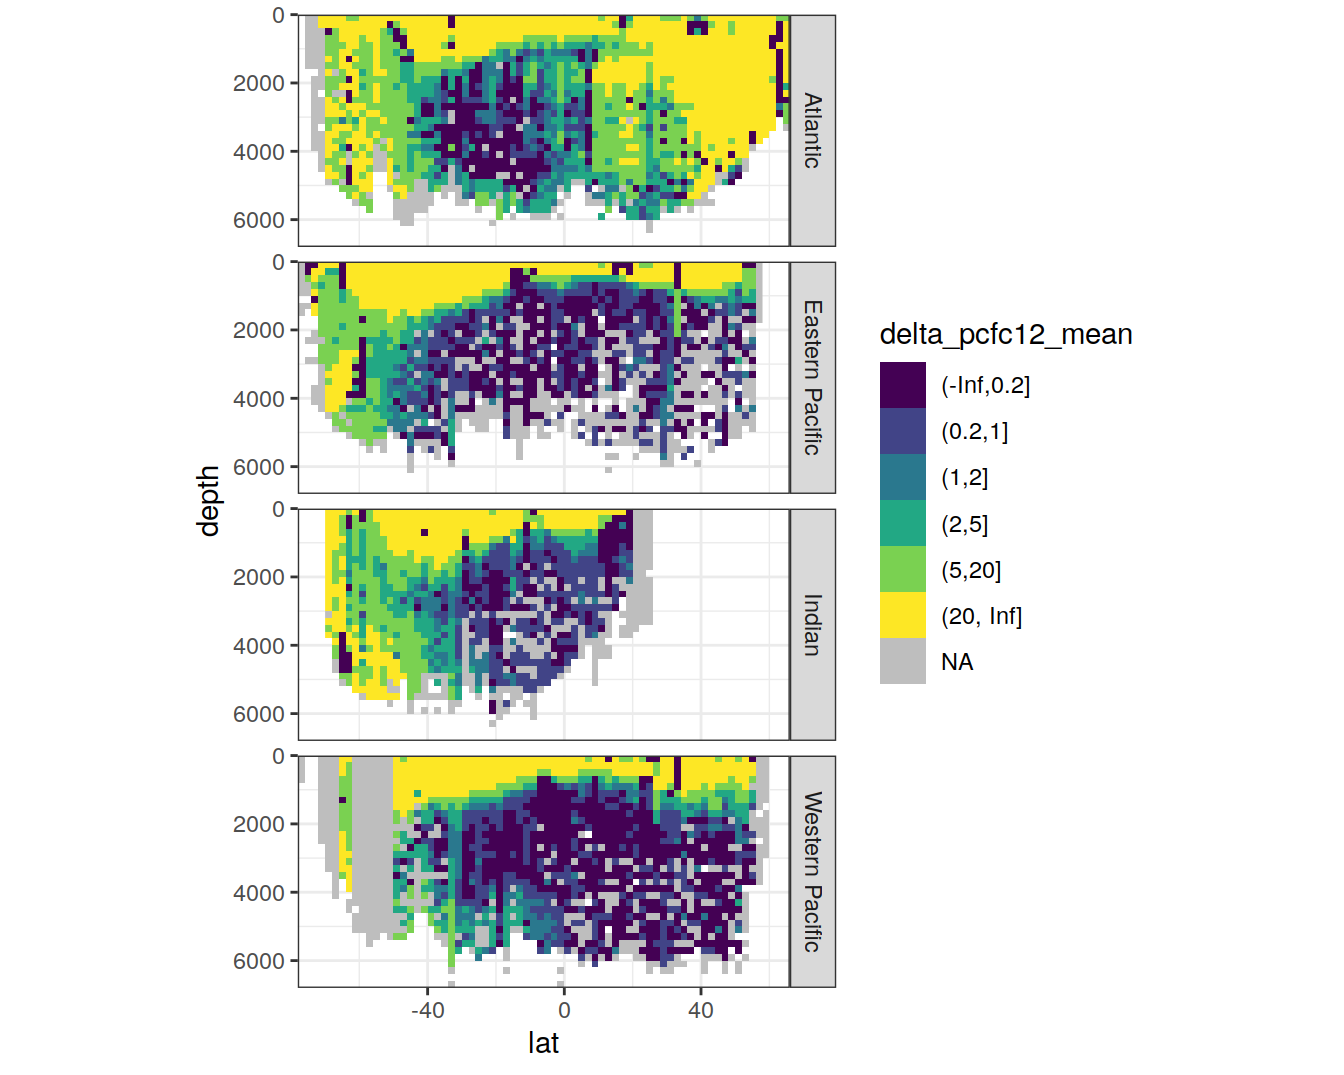 0
2000
4000
6000
Atlantic
0
2000
4000
6000
Eastern Pacific
0
2000
4000
6000
Indian
0
2000
4000
6000
Western Pacific
-40
0
40
lat
depth
delta_pcfc12_mean
(-Inf,0.2]
(0.2,1]
(1,2]
(2,5]
(5,20]
(20, Inf]
NA